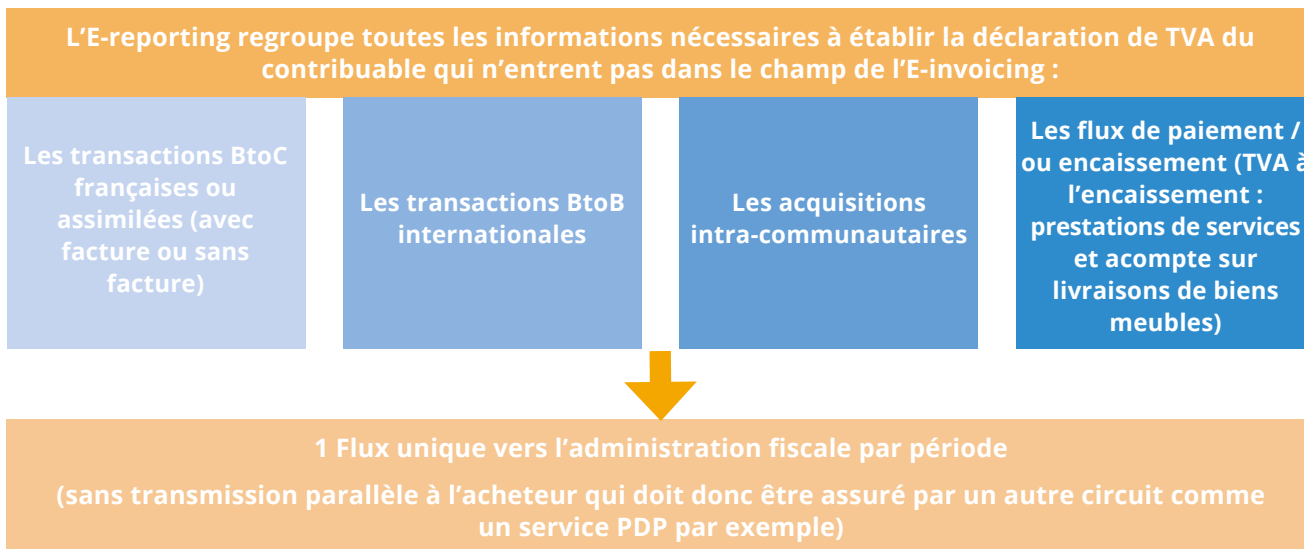 L’E-reporting regroupe toutes les informations nécessaires à établir la déclaration de TVA du
contribuable qui n’entrent pas dans le champ de l’E-invoicing :
Les transactions BtoC
françaises ou
assimilées (avec
facture ou sans
facture)
Les transactions BtoB
internationales
Les acquisitions
intra-communautaires
Les flux de paiement /
ou encaissement (TVA à
l’encaissement :
prestations de services
et acompte sur
livraisons de biens
meubles)
1 Flux unique vers l’administration fiscale par période
(sans transmission parallèle à l’acheteur qui doit donc être assuré par un autre circuit comme
un service PDP par exemple)